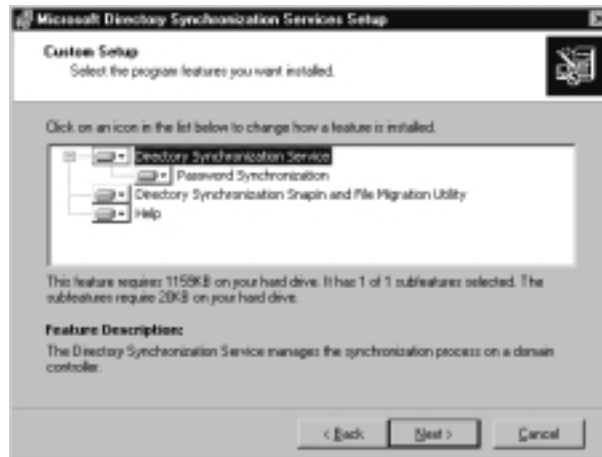 Microsoft Directory Synchronization Services Setup
Custom Setup
Select the program features you want installed.
Click on an icon in the list below to change how a feature is installed.
Directory Synchronization Service
Password Synchronization
Directory Synchronization Snapin and File Migration Utility
Help
This feature requires 1159KB on your hard drive. It has 1 of 1 subfeatures selected. The
subfeatures require 20KB on your hard drive.
Feature Description:
The Directory Synchronization Service manages the synchronization process on a domain
controller.
< Back
Next >
Cancel